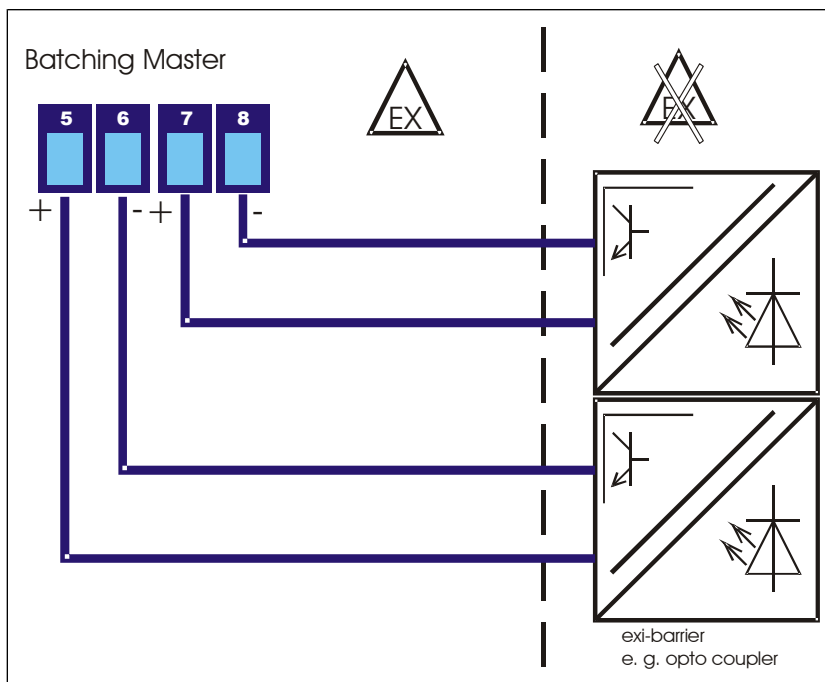 Batching Master
EX
EX
5 6 7 8
+ - + -
exi-barrier
e. g. opto coupler